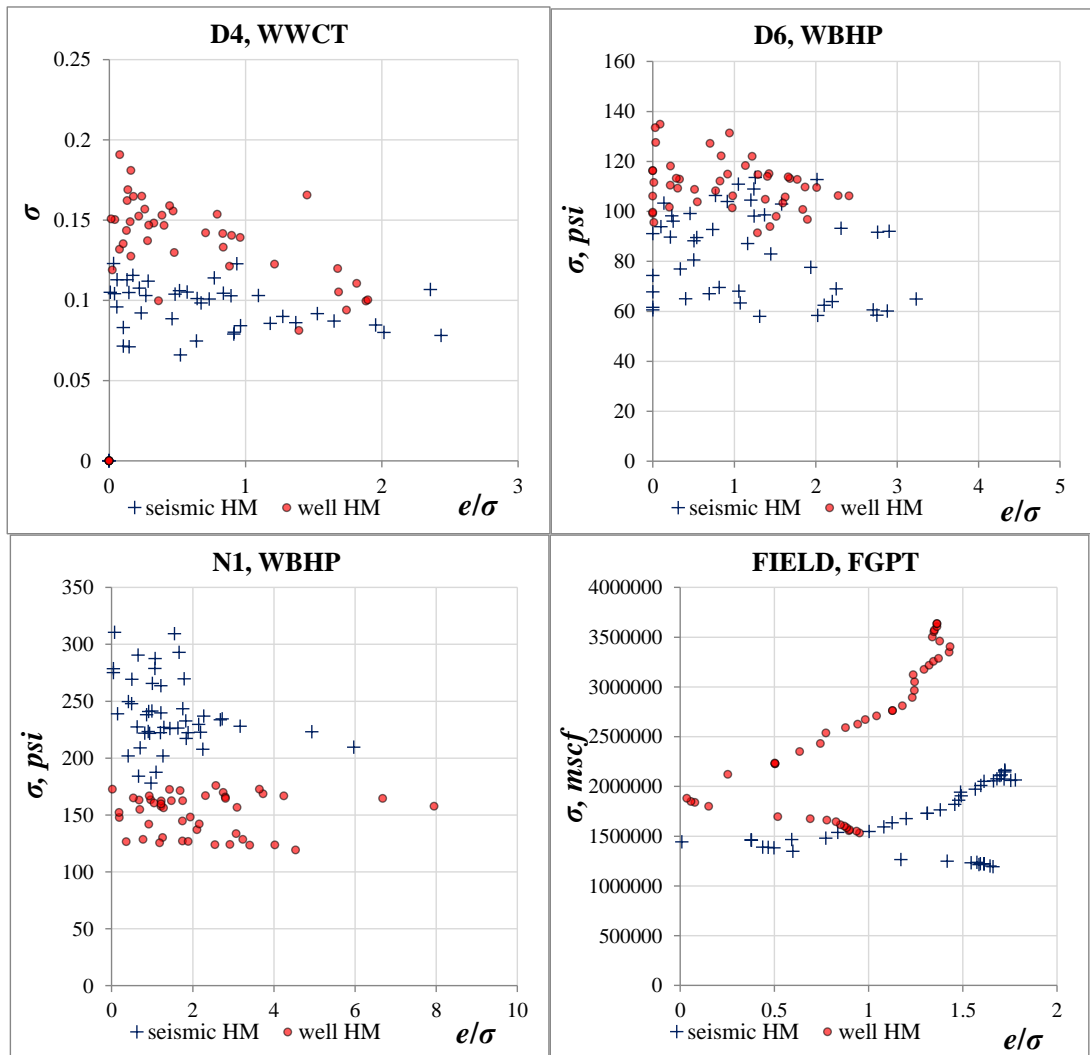 D4, WWCT
0.25
0.2
0.15
0.1
0.05
0
σ
0 1 2 3
seismic HM well HM e/σ
D6, WBHP
160
140
120
100
80
60
40
20
0
σ, psi
0 1 2 3 4 5
seismic HM well HM e/σ
N1, WBHP
350
300
250
200
150
100
50
0
σ, psi
0 2 4 6 8 10
seismic HM well HM e/σ
FIELD, FGPT
4000000
3500000
3000000
2500000
2000000
1500000
1000000
500000
0
σ, mscf
0 0.5 1 1.5 2
seismic HM well HM e/σ